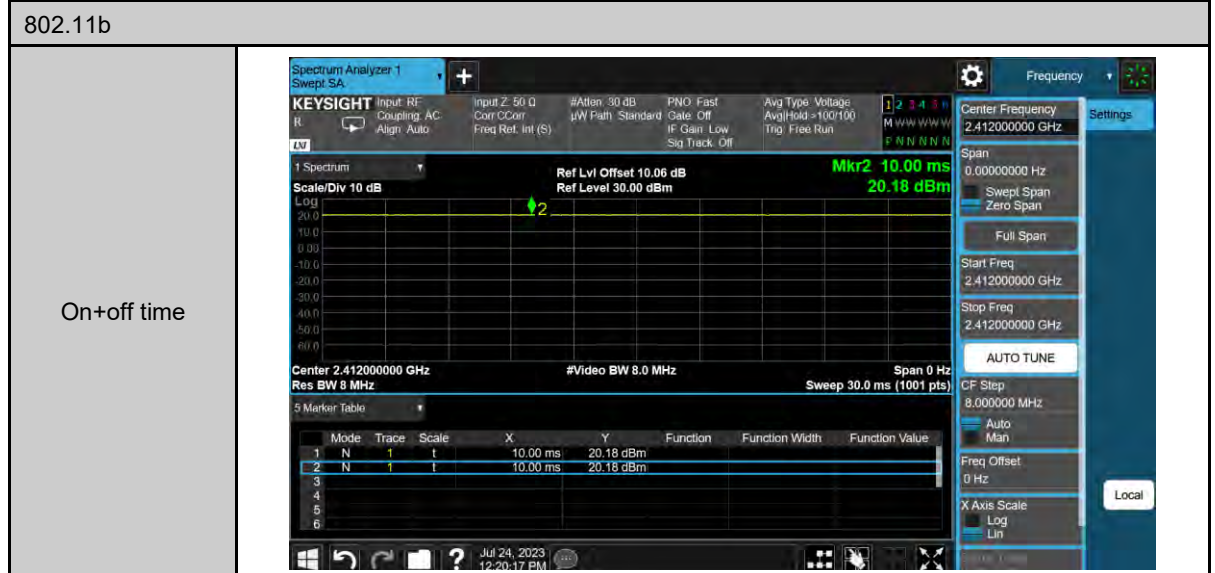 802.11b
On+off time
Spectrum Analyzer 1
Swept SA
+
Frequency
KEYSIGHT Input: RF
R
Coupling: AC
Align: Auto
LXI
Input Z: 50 Ω
Corr CCorr
Freq Ref: Int (S)
#Atten: 30 dB
µW Path: Standard
PNO: Fast
Gate: Off
IF Gain: Low
Sig Track: Off
Avg Type: Voltage
Avg|Hold: >100/100
Trig: Free Run
1 2 3 4 5 6
M W W W W W
P N N N N N
1 Spectrum
Scale/Div 10 dB
Ref Lvl Offset 10.06 dB
Ref Level 30.00 dBm
Mkr2 10.00 ms
20.18 dBm
Log
20.0
10.0
0.00
-10.0
-20.0
-30.0
-40.0
-50.0
-60.0
2
Center 2.412000000 GHz
Res BW 8 MHz
#Video BW 8.0 MHz
Span 0 Hz
Sweep 30.0 ms (1001 pts)
5 Marker Table
Mode Trace Scale X Y Function Function Width Function Value
1 N 1 t 10.00 ms 20.18 dBm
2 N 1 t 10.00 ms 20.18 dBm
3
4
5
6
?
Jul 24, 2023
12:20:17 PM
Center Frequency
2.412000000 GHz
Settings
Span
0.00000000 Hz
Swept Span
Zero Span
Full Span
Start Freq
2.412000000 GHz
Stop Freq
2.412000000 GHz
AUTO TUNE
CF Step
8.000000 MHz
Auto
Man
Freq Offset
0 Hz
X Axis Scale
Log
Lin
Local